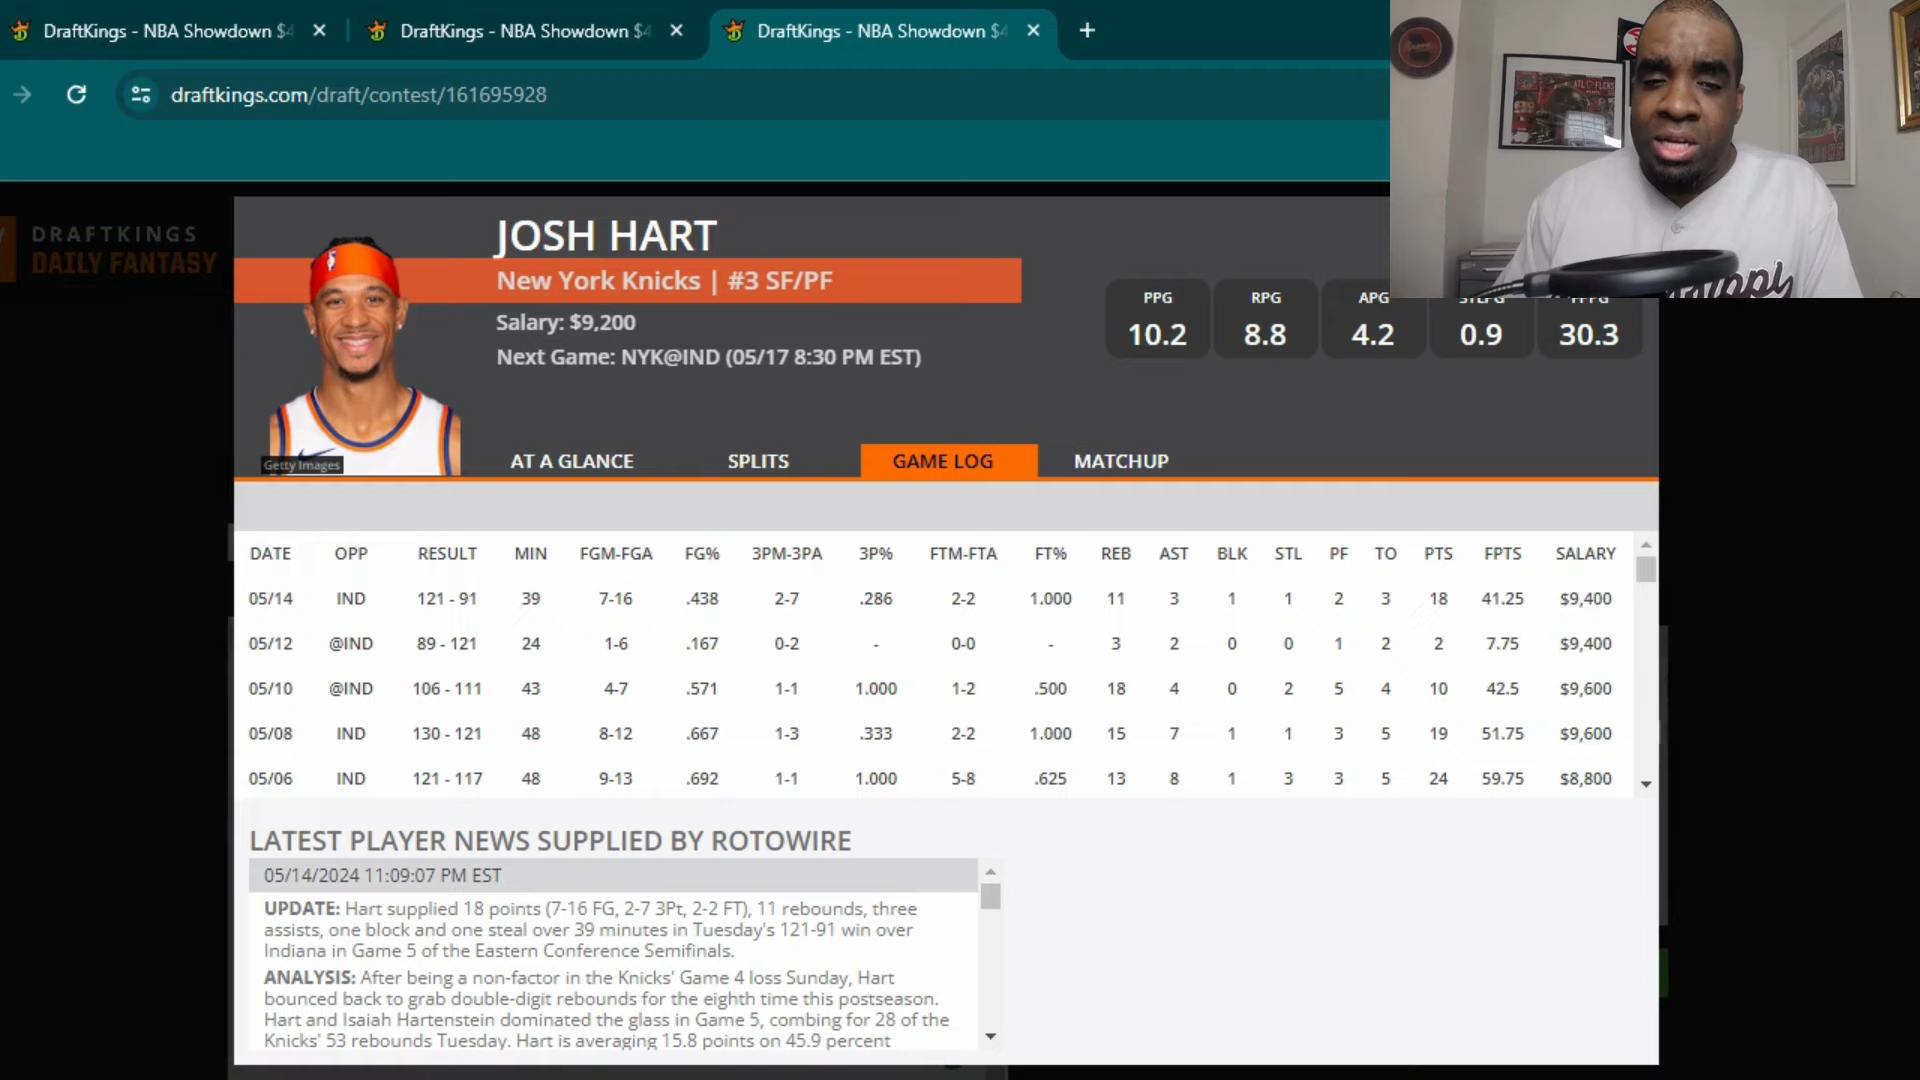 DraftKings - NBA Showdown $4
DraftKings - NBA Showdown $4
DraftKings - NBA Showdown $4
draftkings.com/draft/contest/161695928
DRAFTKINGS
DAILY FANTASY
JOSH HART
New York Knicks | #3 SF/PF
Salary: $9,200
Next Game: NYK@IND (05/17 8:30 PM EST)
PPG RPG APG STLPG FPPG
10.2 8.8 4.2 0.9 30.3
Getty Images
AT A GLANCE SPLITS GAME LOG MATCHUP
DATE OPP RESULT MIN FGM-FGA FG% 3PM-3PA 3P% FTM-FTA FT% REB AST BLK STL PF TO PTS FPTS SALARY
05/14 IND 121 - 91 39 7-16 .438 2-7 .286 2-2 1.000 11 3 1 1 2 3 18 41.25 $9,400
05/12 @IND 89 - 121 24 1-6 .167 0-2 - 0-0 - 3 2 0 0 1 2 2 7.75 $9,400
05/10 @IND 106 - 111 43 4-7 .571 1-1 1.000 1-2 .500 18 4 0 2 5 4 10 42.5 $9,600
05/08 IND 130 - 121 48 8-12 .667 1-3 .333 2-2 1.000 15 7 1 1 3 5 19 51.75 $9,600
05/06 IND 121 - 117 48 9-13 .692 1-1 1.000 5-8 .625 13 8 1 3 3 5 24 59.75 $8,800
LATEST PLAYER NEWS SUPPLIED BY ROTOWIRE
05/14/2024 11:09:07 PM EST
UPDATE: Hart supplied 18 points (7-16 FG, 2-7 3Pt, 2-2 FT), 11 rebounds, three
assists, one block and one steal over 39 minutes in Tuesday's 121-91 win over
Indiana in Game 5 of the Eastern Conference Semifinals.
ANALYSIS: After being a non-factor in the Knicks' Game 4 loss Sunday, Hart
bounced back to grab double-digit rebounds for the eighth time this postseason.
Hart and Isaiah Hartenstein dominated the glass in Game 5, combing for 28 of the
Knicks' 53 rebounds Tuesday. Hart is averaging 15.8 points on 45.9 percent